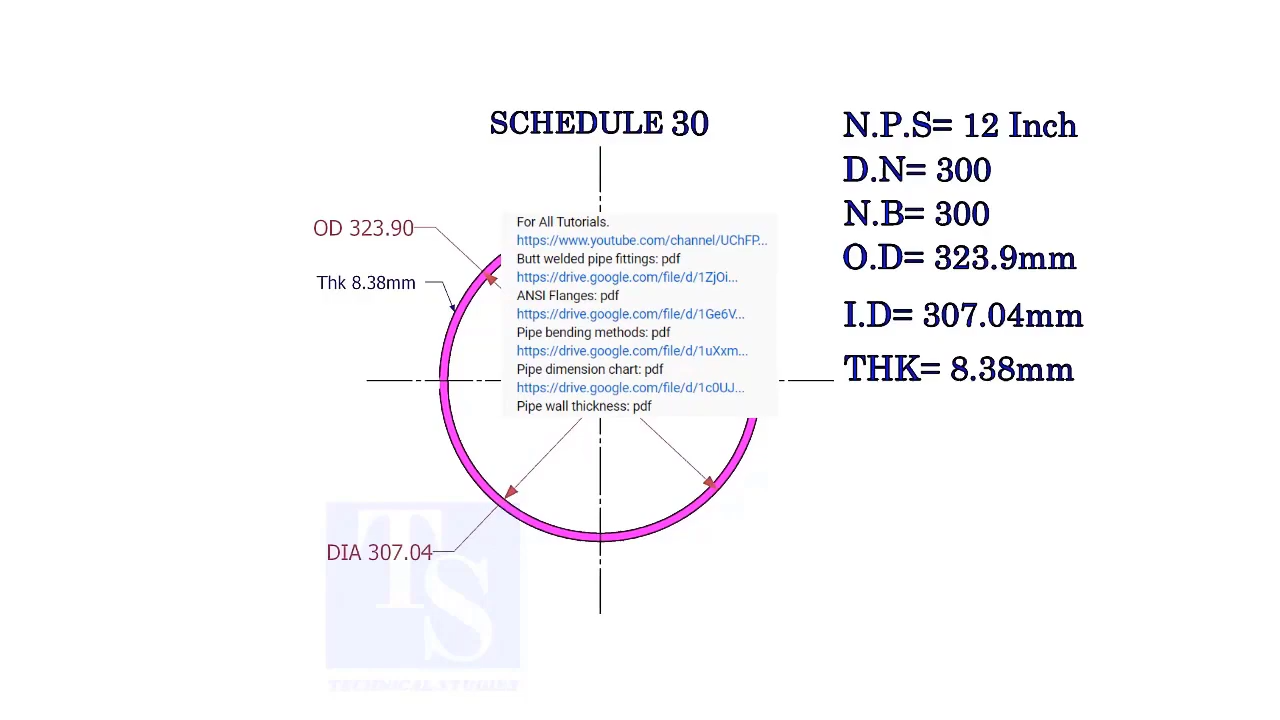 SCHEDULE 30
OD 323.90
Thk 8.38mm
For All Tutorials.
https://www.youtube.com/channel/UChFP...
Butt welded pipe fittings: pdf
https://drive.google.com/file/d/1ZjOi...
ANSI Flanges: pdf
https://drive.google.com/file/d/1Ge6V...
Pipe bending methods: pdf
https://drive.google.com/file/d/1uXxm...
Pipe dimension chart: pdf
https://drive.google.com/file/d/1c0UJ...
Pipe wall thickness: pdf
DIA 307.04
TS
TECHNICAL STUDIES
N.P.S= 12 Inch
D.N= 300
N.B= 300
O.D= 323.9mm
I.D= 307.04mm
THK= 8.38mm